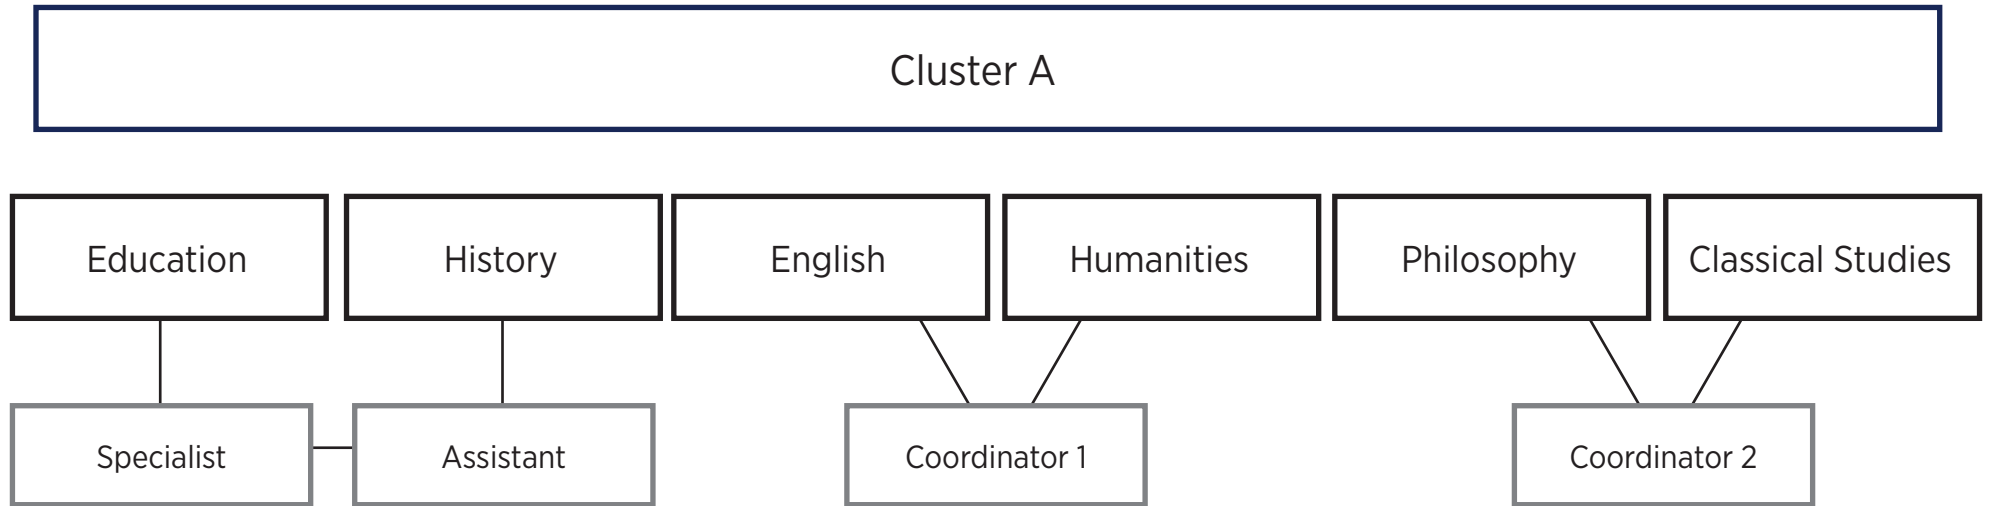 Cluster A
Education
History
English
Humanities
Philosophy
Classical Studies
Specialist
Assistant
Coordinator 1
Coordinator 2